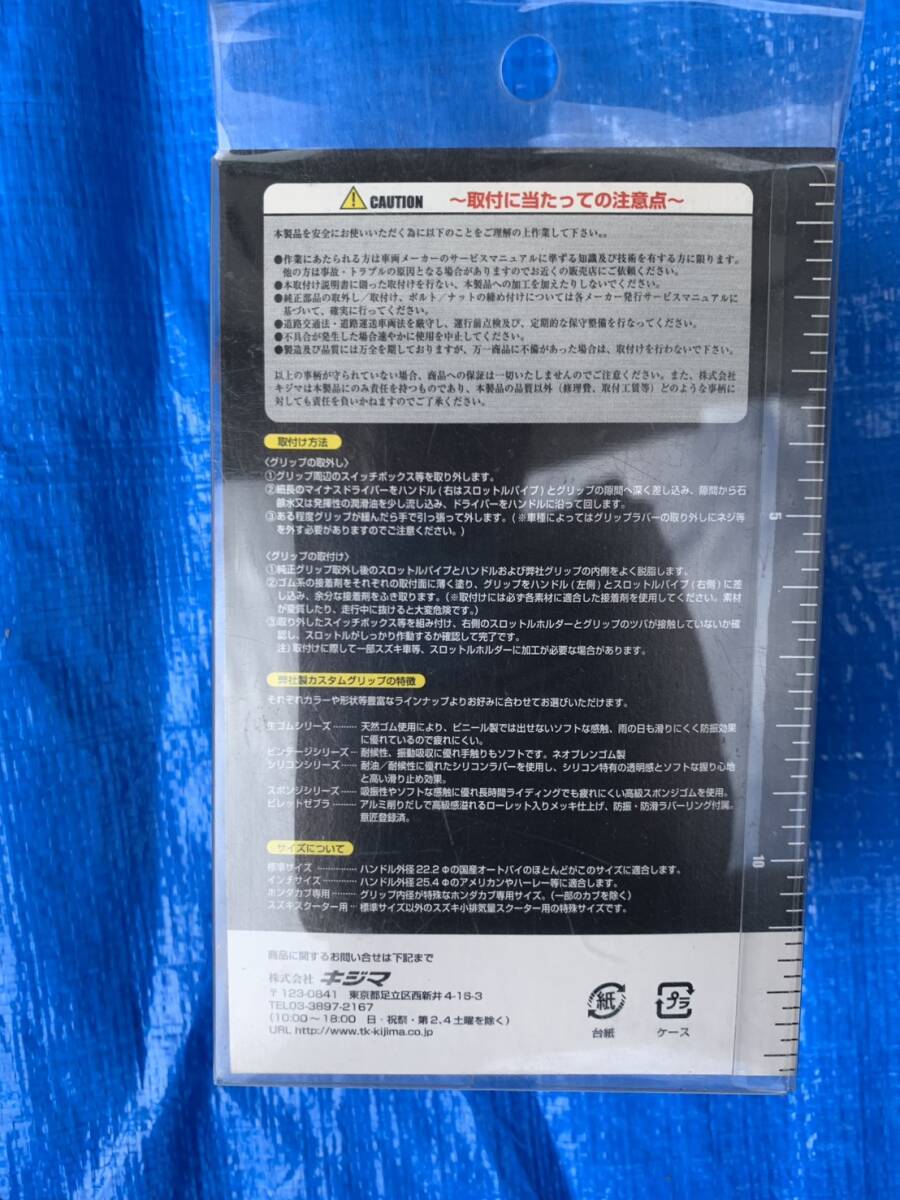 CAUTION ～取付に当たっての注意点～
本製品を安全にお使いいただく為に以下のことをご理解の上作業して下さい。
●作業にあたられる方は車両メーカーのサービスマニュアルに準ずる知識及び技術を有する方に限ります。
他の方は事故・トラブルの原因となる場合がありますのでお近くの販売店にご依頼ください。
●本取付け説明書に則った取付けを行ない、本製品への加工を加えたりしないでください。
●純正部品の取外し／取付け、ボルト／ナットの締め付けについては各メーカー発行サービスマニュアルに
基づいて、確実に行ってください。
●道路交通法・道路運送車両法を厳守し、運行前点検及び、定期的な保守整備を行なってください。
●不具合が発生した場合速やかに使用を中止してください。
●製造及び品質には万全を期しておりますが、万一商品に不備があった場合は、取付けを行わないで下さい。
以上の事柄が守られていない場合、商品への保証は一切いたしませんのでご注意ください。また、株式会社
キジマは本製品にのみ責任を持つものであり、本製品の品質以外（修理費、取付工賃等）どのような事柄に
対しても責任を負いかねますのでご了承ください。
取付け方法
〈グリップの取外し〉
①グリップ周辺のスイッチボックス等を取り外します。
②細長のマイナスドライバーをハンドル(右はスロットルパイプ)とグリップの隙間へ深く差し込み、隙間から石
鹸水又は発揮性の潤滑油を少し流し込み、ドライバーをハンドルに沿って回します。
③ある程度グリップが緩んだら手で引っ張って外します。(※車種によってはグリップラバーの取り外しにネジ等
を外す必要がありますのでご注意ください。)
〈グリップの取付け〉
①純正グリップ取外し後のスロットルパイプとハンドルおよび弊社グリップの内側をよく脱脂します。
②ゴム系の接着剤をそれぞれの取付面に薄く塗り、グリップをハンドル(左側)とスロットルパイプ(右側)に差
し込み、余分な接着剤をふき取ります。(※取付けには必ず各素材に適合した接着剤を使用してください。素材
が変質したり、走行中に抜けると大変危険です。)
③取り外したスイッチボックス等を組み付け、右側のスロットルホルダーとグリップのツバが接触していないか確
認し、スロットルがしっかり作動するか確認して完了です。
注) 取付けに際して一部スズキ車等、スロットルホルダーに加工が必要な場合があります。
弊社製カスタムグリップの特徴
それぞれカラーや形状等豊富なラインナップよりお好みに合わせてお選びいただけます。
生ゴムシリーズ……… 天然ゴム使用により、ビニール製では出せないソフトな感触、雨の日も滑りにくく防振効果
に優れているので疲れにくい。
ビンテージシリーズ… 耐候性、振動吸収に優れ手触りもソフトです。ネオプレンゴム製
シリコンシリーズ…… 耐油/耐候性に優れたシリコンラバーを使用し、シリコン特有の透明感とソフトな握り心地
と高い滑り止め効果。
スポンジシリーズ…… 吸振性やソフトな感触に優れ長時間ライディングでも疲れにくい高級スポンジゴムを使用。
ビレットゼブラ ……… アルミ削りだしで高級感溢れるローレット入りメッキ仕上げ、防振・防滑ラバーリング付属。
意匠登録済。
サイズについて
標準サイズ ………… ハンドル外径22.2Φの国産オートバイのほとんどがこのサイズに適合します。
インチサイズ………… ハンドル外径25.4Φのアメリカンやハーレー等に適合します。
ホンダカブ専用……… グリップ内径が特殊なホンダカブ専用サイズ。(一部のカブを除く)
スズキスクーター用… 標準サイズ以外のスズキ小排気量スクーター用の特殊サイズです。
商品に関するお問い合せは下記まで
株式会社 キジマ
〒123-0841 東京都足立区西新井4-16-3
TEL03-3897-2167
(10:00～18:00 日・祝祭・第2,4土曜を除く)
URL http://www.tk-kijima.co.jp
紙
台紙
プラ
ケース
5
10